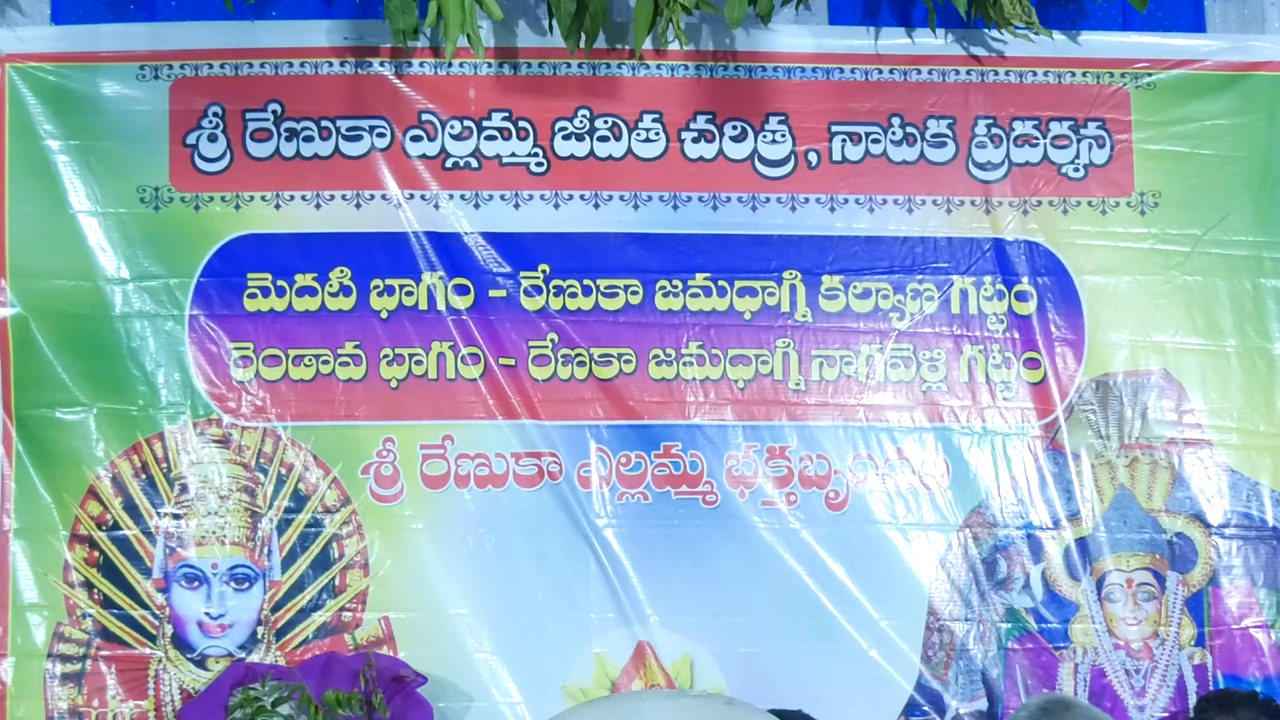 శ్రీ రేణుకా ఎల్లమ్మ జీవిత చరిత్ర , నాటక ప్రదర్శన
మెదటి భాగం - రేణుకా జమధాగ్ని కల్యాణ గట్టం
రెండావ భాగం - రేణకా జమధాగ్ని నాగవెళ్లి గట్టం
శ్రీ రేణుకా ఎల్లమ్మ